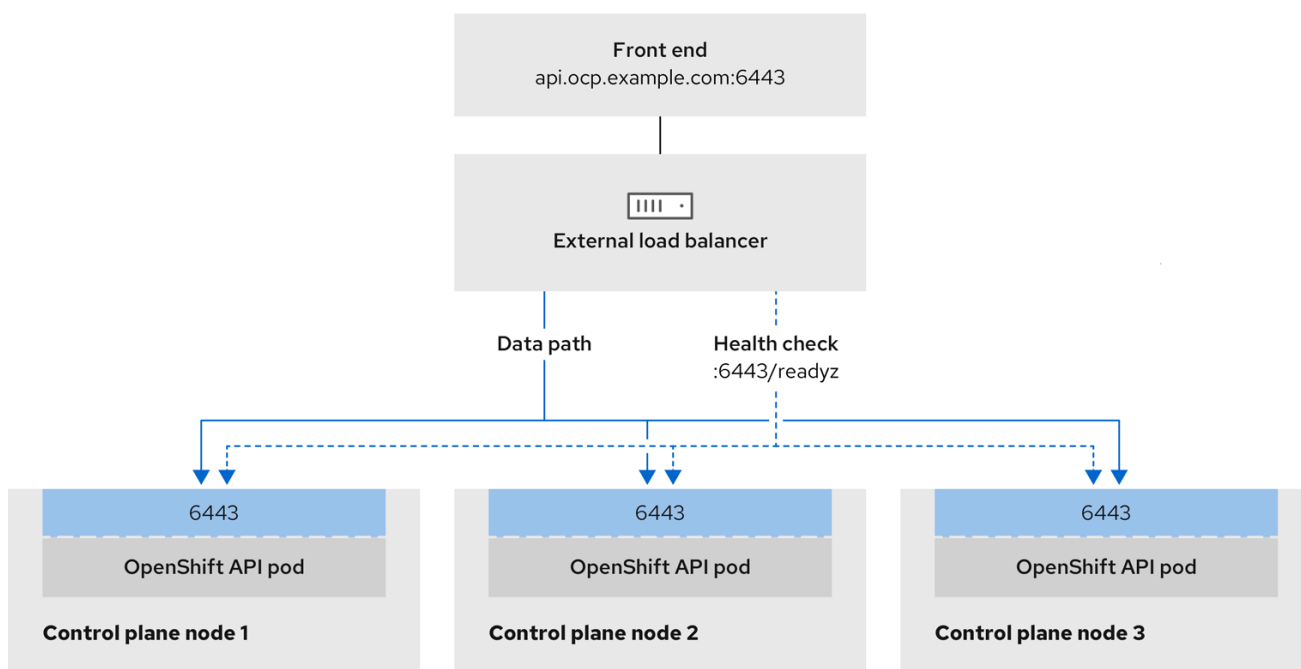 Front end
api.ocp.example.com:6443
External load balancer
Data path
Health check
:6443/readyz
6443
6443
6443
OpenShift API pod
OpenShift API pod
OpenShift API pod
Control plane node 1
Control plane node 2
Control plane node 3